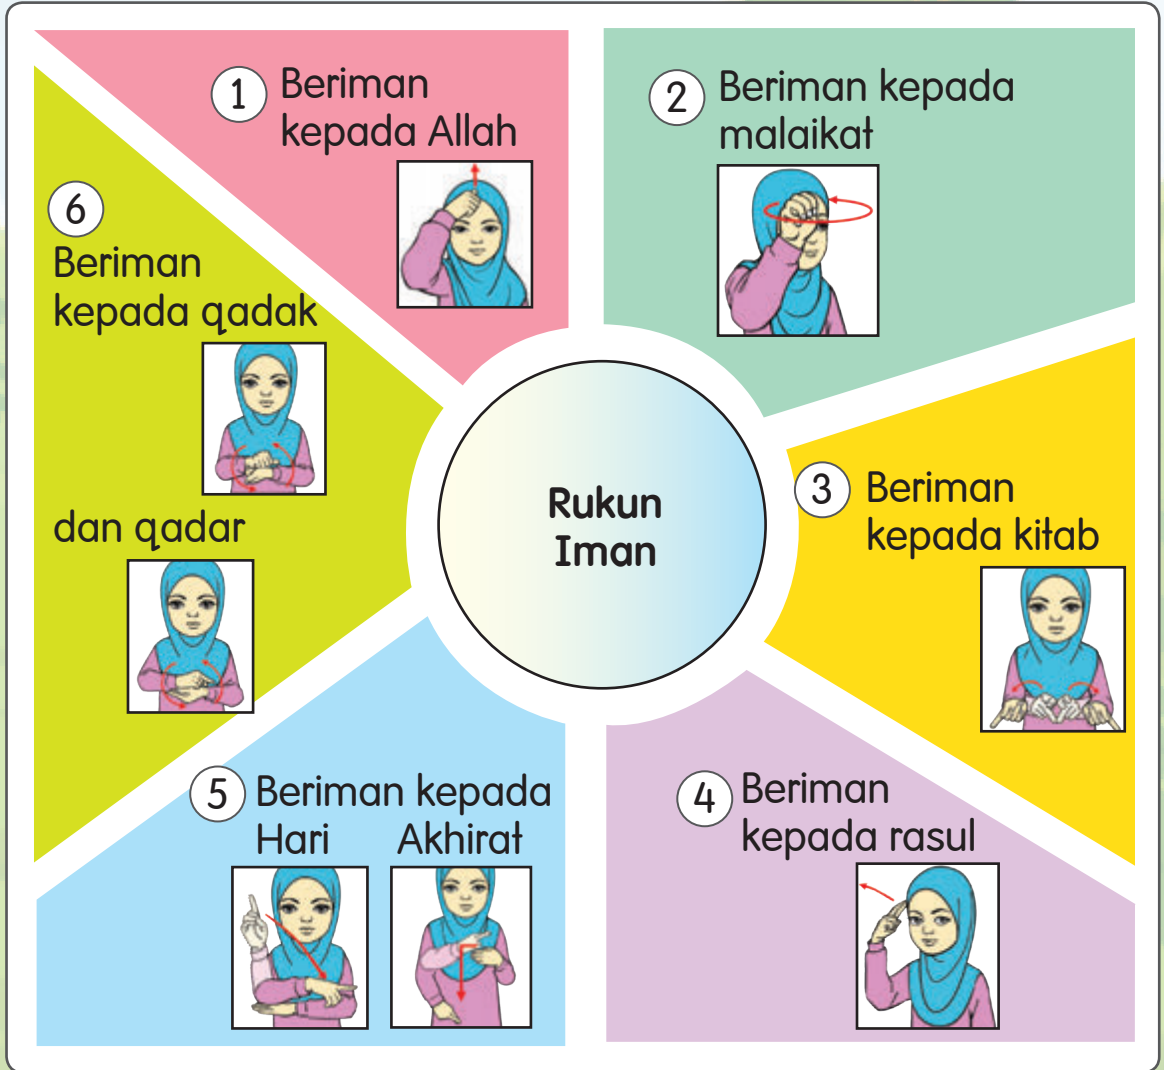 Rukun
Iman
1 Beriman
kepada Allah
2 Beriman kepada
malaikat
3 Beriman
kepada kitab
4 Beriman
kepada rasul
5 Beriman kepada
Hari Akhirat
6
Beriman
kepada qadak
dan qadar